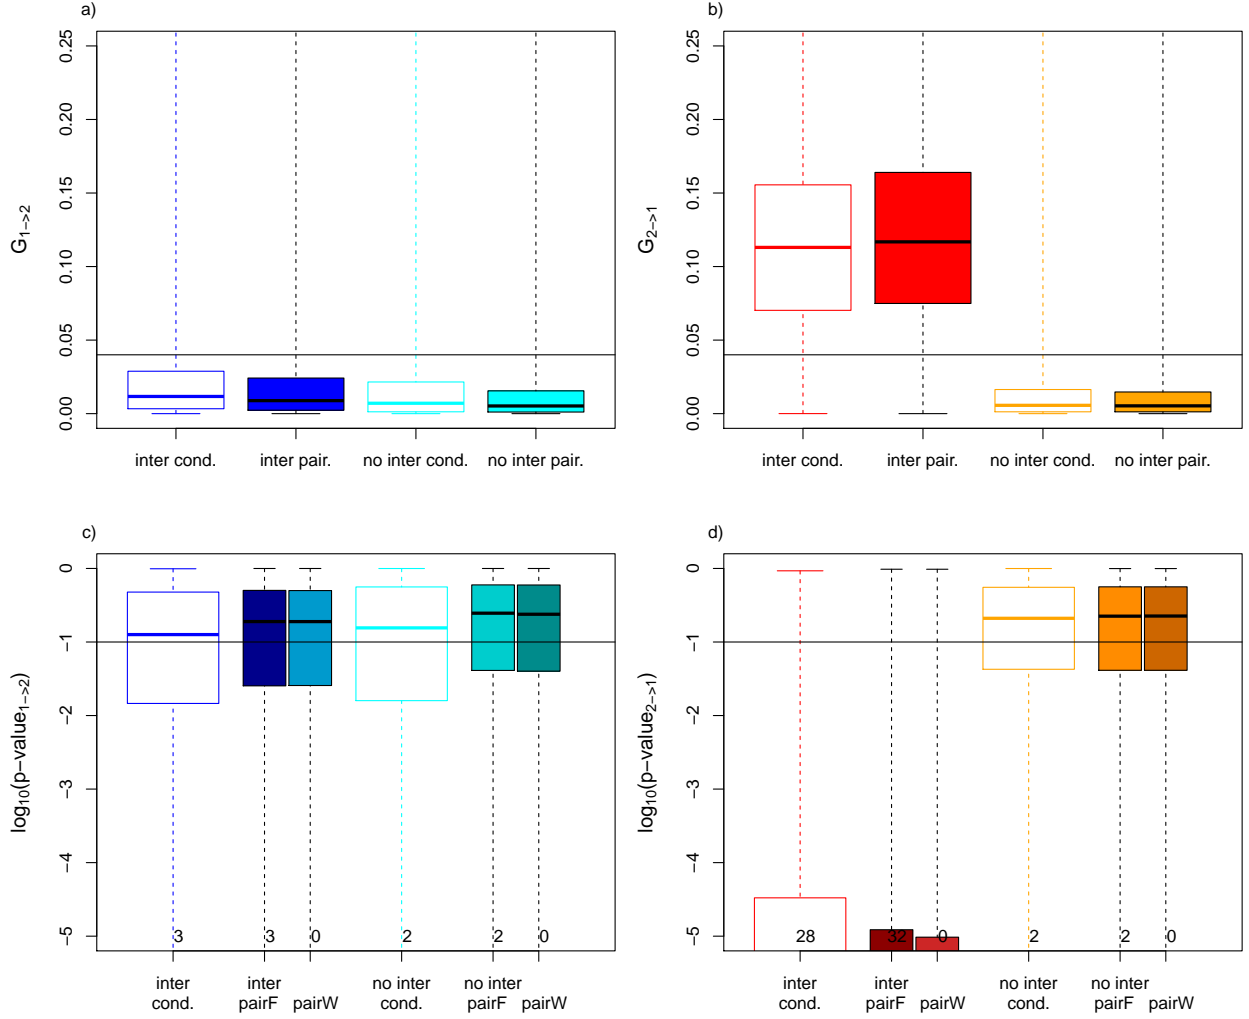 a)
0.25
0.20
0.15
0.10
0.05
0.00
G1->2
inter cond.
inter pair.
no inter cond.
no inter pair.
b)
0.25
0.20
0.15
0.10
0.05
0.00
G2->1
inter cond.
inter pair.
no inter cond.
no inter pair.
c)
0
-1
-2
-3
-4
-5
log10(p-value1->2)
3
3
0
2
2
0
inter
cond.
inter
pairF
pairW
no inter
cond.
no inter
pairF
pairW
d)
0
-1
-2
-3
-4
-5
log10(p-value2->1)
28
32
0
2
2
0
inter
cond.
inter
pairF
pairW
no inter
cond.
no inter
pairF
pairW